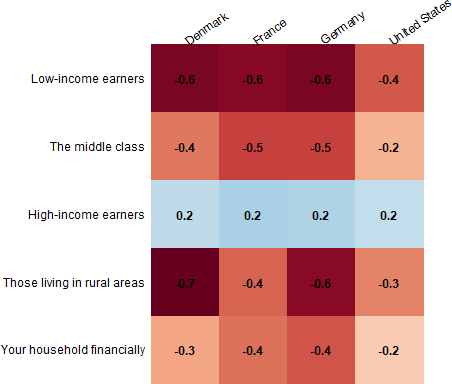 Denmark France Germany United States
Low-income earners -0.6 -0.6 -0.6 -0.4
The middle class -0.4 -0.5 -0.5 -0.2
High-income earners 0.2 0.2 0.2 0.2
Those living in rural areas -0.7 -0.4 -0.6 -0.3
Your household financially -0.3 -0.4 -0.4 -0.2